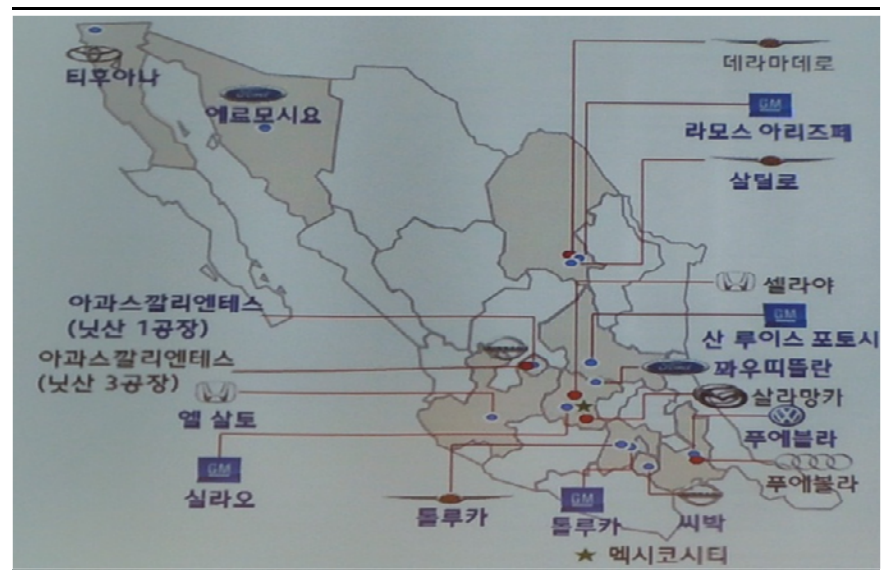 티후아나
에르모시요
데라마데로
GM
라모스 아리즈페
살틸로
셀라야
아과스깔리엔테스
(닛산 1공장)
GM
산 루이스 포토시
아과스깔리엔테스
(닛산 3공장)
Ford
꽈우띠뜰란
살라망카
엘 살토
푸에블라
GM
실라오
푸에블라
톨루카
GM
톨루카
씨박
★ 멕시코시티